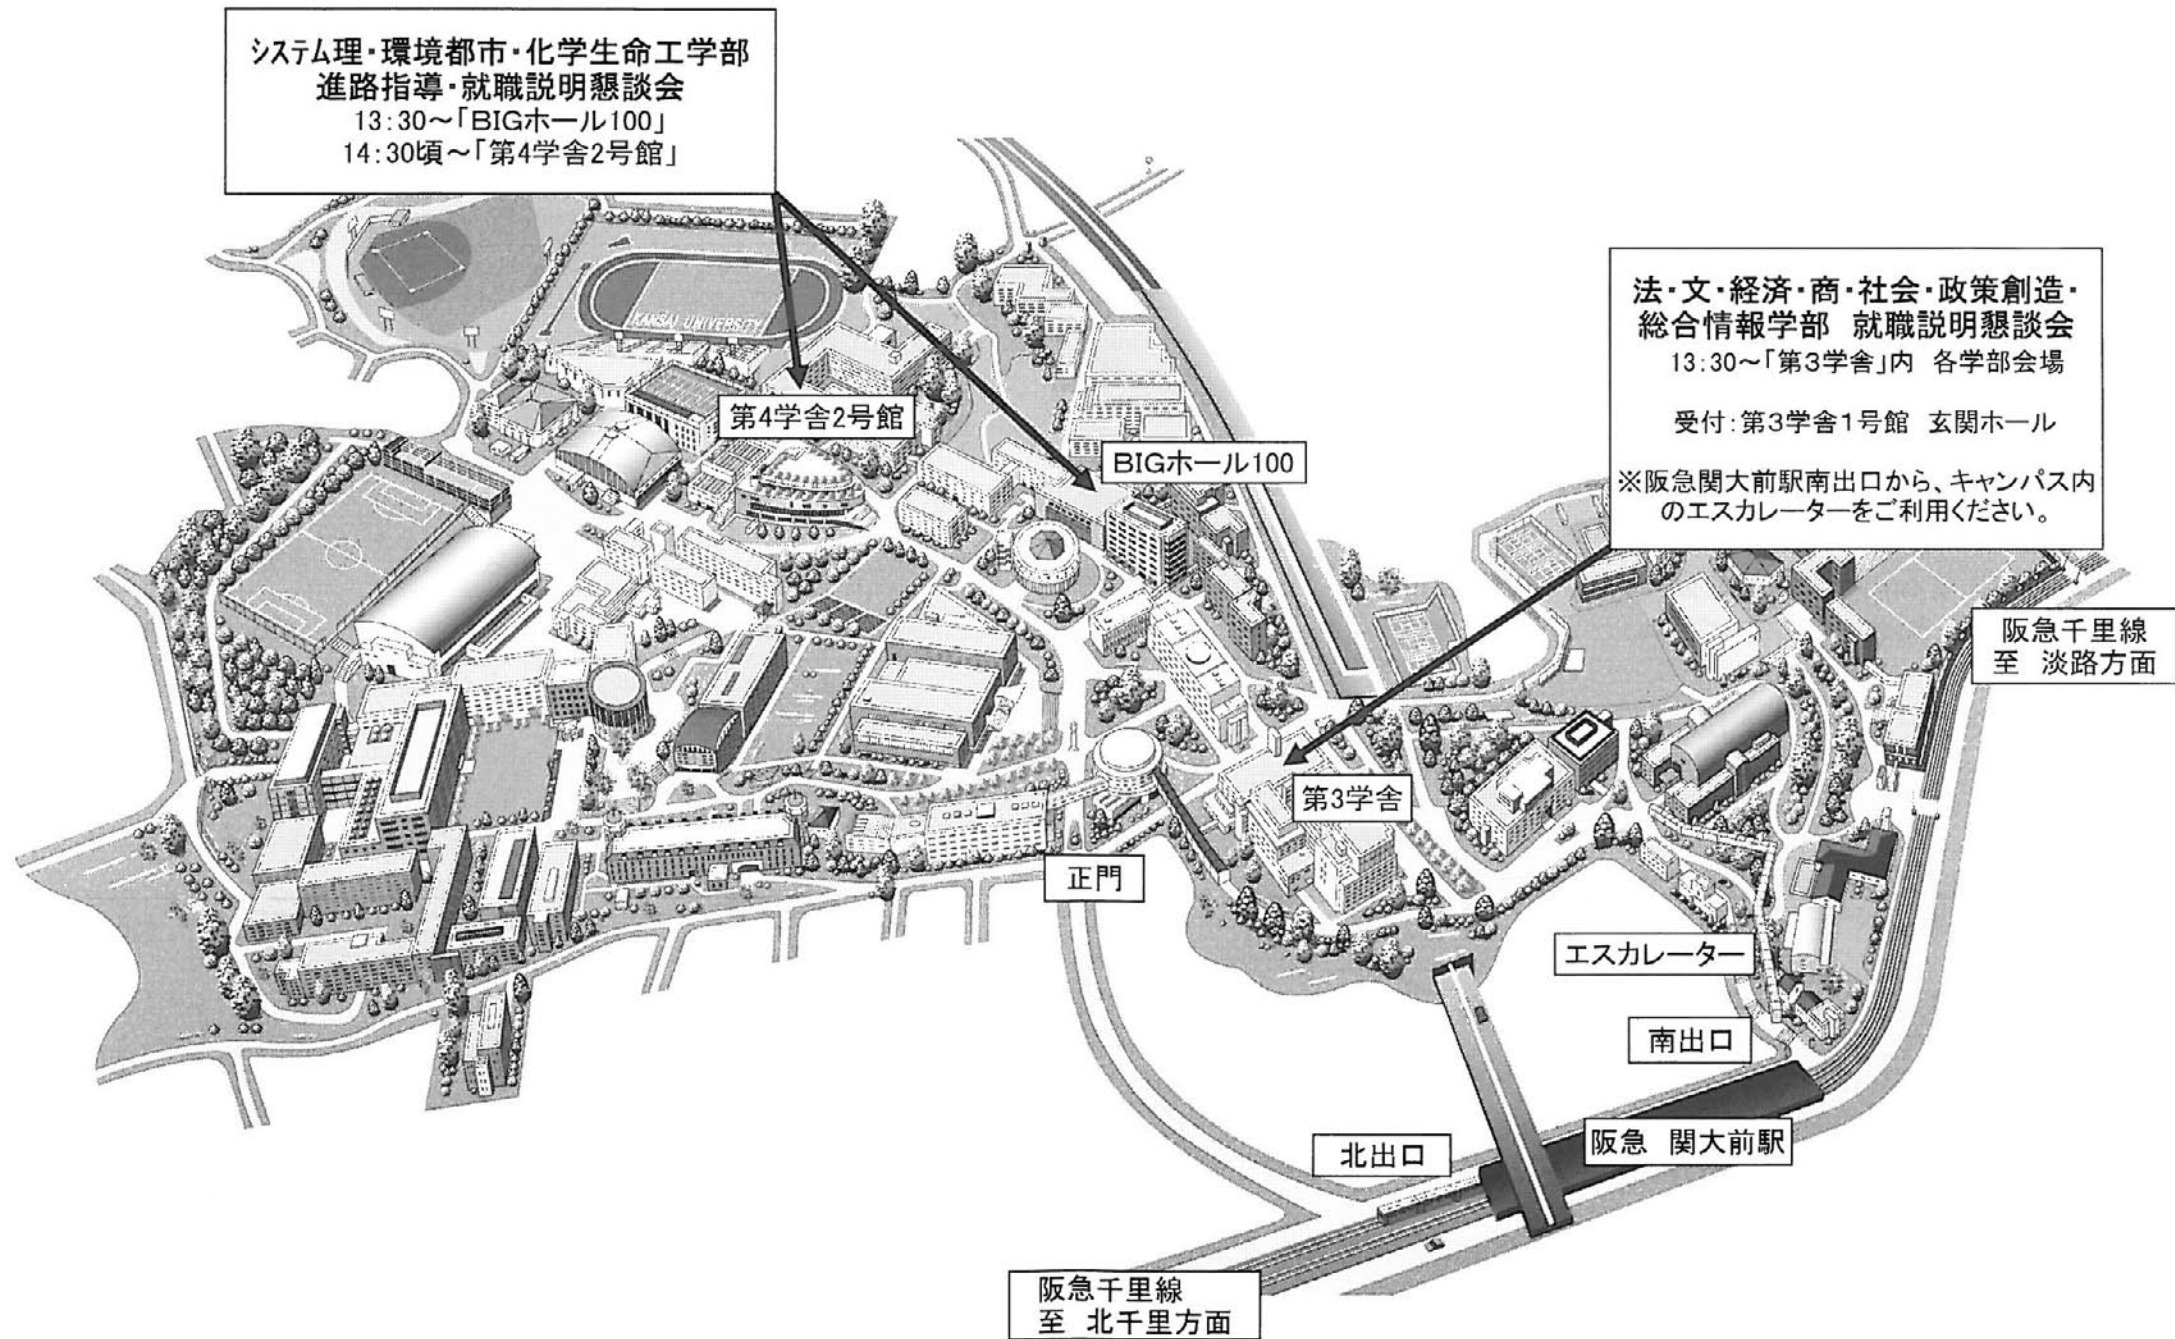 システム理・環境都市・化学生命工学部
進路指導・就職説明懇談会
13:30～「BIGホール100」
14:30頃～「第4学舎2号館」
法・文・経済・商・社会・政策創造・
総合情報学部 就職説明懇談会
13:30～「第3学舎」内 各学部会場
受付:第3学舎1号館 玄関ホール
※阪急関大前駅南出口から、キャンパス内
のエスカレーターをご利用ください。
KANSAI UNIVERSITY
第4学舎2号館
BIGホール100
阪急千里線
至 淡路方面
第3学舎
正門
エスカレーター
南出口
阪急 関大前駅
北出口
阪急千里線
至 北千里方面